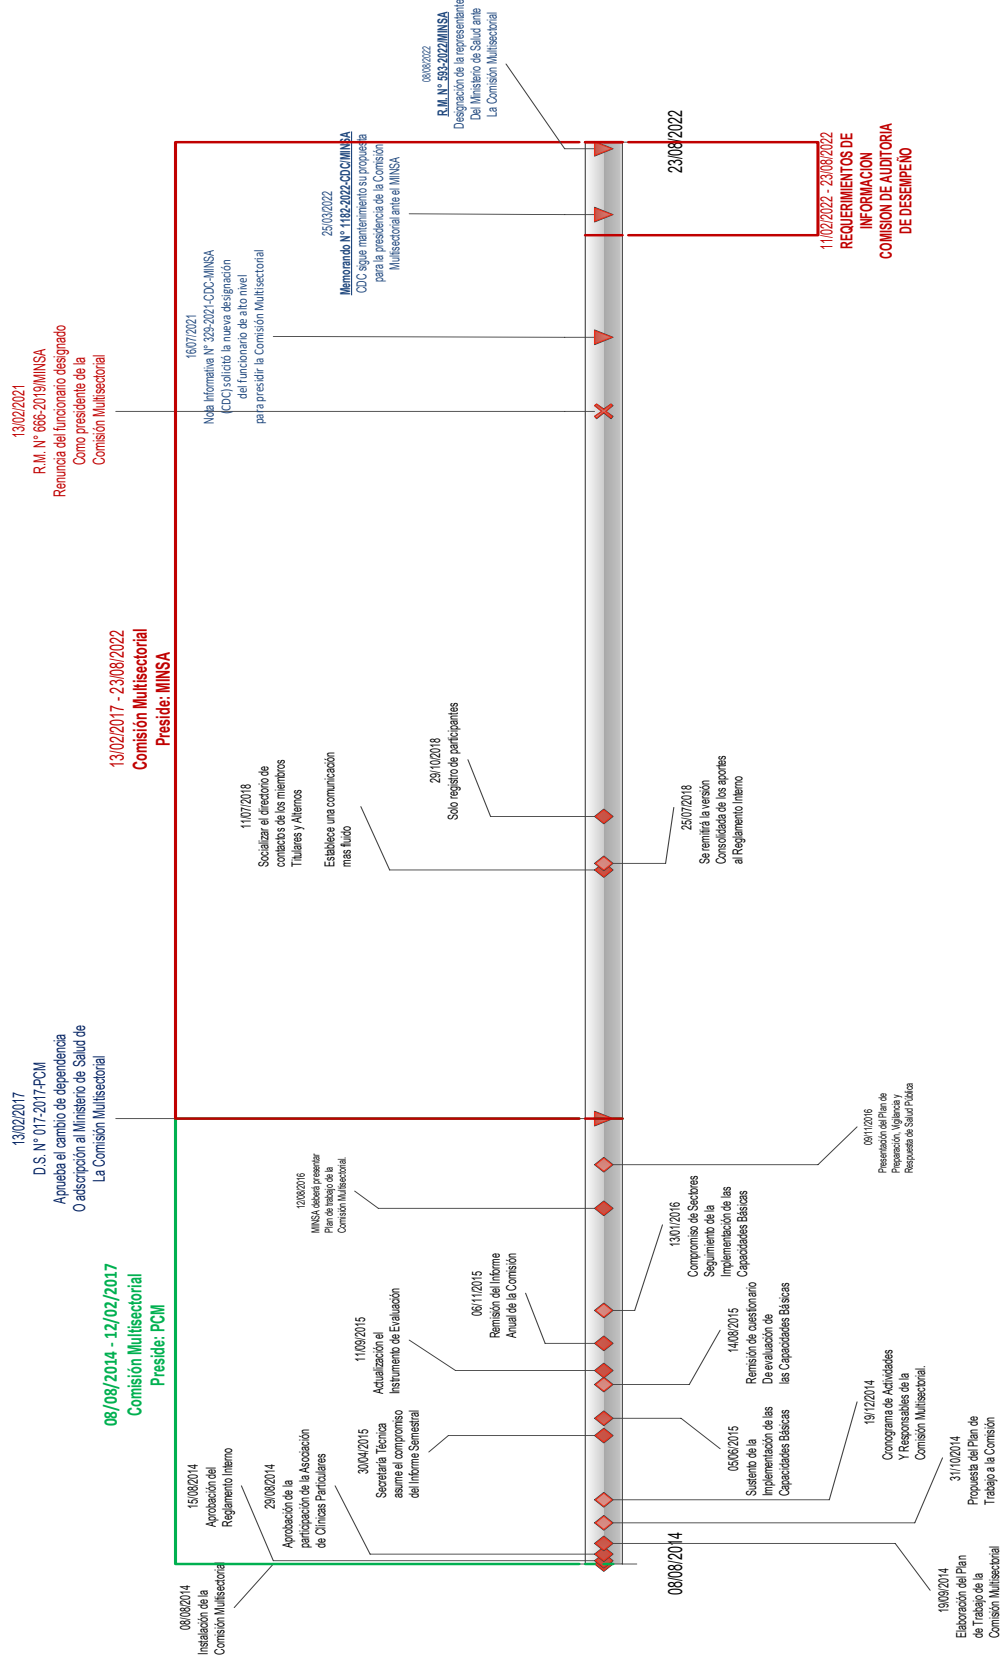 08/08/2014
Instalación de la
Comisión Multisectorial
15/08/2014
Aprobación del
Reglamento Interno
29/08/2014
Aprobación de la
participación de la Asociación
de Clínicas Particulares
08/08/2014 - 12/02/2017
Comisión Multisectorial
Preside: PCM
30/04/2015
Secretaría Técnica
asume el compromiso
del Informe Semestral
11/09/2015
Actualización el
Instrumento de Evaluación
06/11/2015
Remisión del Informe
Anual de la Comisión
12/08/2016
MINSA deberá presentar
Plan de trabajo de la
Comisión Multisectorial.
13/02/2017
D.S. N° 017-2017-PCM
Aprueba el cambio de dependencia
O adscripción al Ministerio de Salud de
La Comisión Multisectorial
11/07/2018
Socializar el directorio de
contactos de los miembros
Titulares y Alternos
Establece una comunicación
mas fluido
29/10/2018
Solo registro de participantes
13/02/2017 - 23/08/2022
Comisión Multisectorial
Preside: MINSA
13/02/2021
R.M. N° 666-2019/MINSA
Renuncia del funcionario designado
Como presidente de la
Comisión Multisectorial
16/07/2021
Nota Informativa N° 329-2021-CDC-MINSA
(CDC) solicitó la nueva designación
del funcionario de alto nivel
para presidir la Comisión Multisectorial
25/03/2022
Memorando N° 1182-2022-CDC/MINSA
CDC sigue mantenimiento su propuesta
para la presidencia de la Comisión
Multisectorial ante el MINSA
08/08/2022
R.M. N° 593-2022/MINSA
Designación de la representante
Del Ministerio de Salud ante
La Comisión Multisectorial
08/08/2014
23/08/2022
19/09/2014
Elaboración del Plan
de Trabajo de la
Comisión Multisectorial
31/10/2014
Propuesta del Plan de
Trabajo a la Comisión
19/12/2014
Cronograma de Actividades
Y Responsables de la
Comisión Multisectorial.
05/06/2015
Sustento de la
Implementación de las
Capacidades Básicas
14/08/2015
Remisión de cuestionario
De evaluación de
las Capacidades Básicas
13/01/2016
Compromiso de Sectores
Seguimiento de la
Implementación de las
Capacidades Básicas
09/11/2016
Presentación del Plan de
Preparación, Vigilancia y
Respuesta de Salud Pública
25/07/2018
Se remitirá la versión
Consolidada de los aportes
al Reglamento Interno
11/02/2022 - 23/08/2022
REQUERIMIENTOS DE
INFORMACION
COMISION DE AUDITORIA
DE DESEMPEÑO